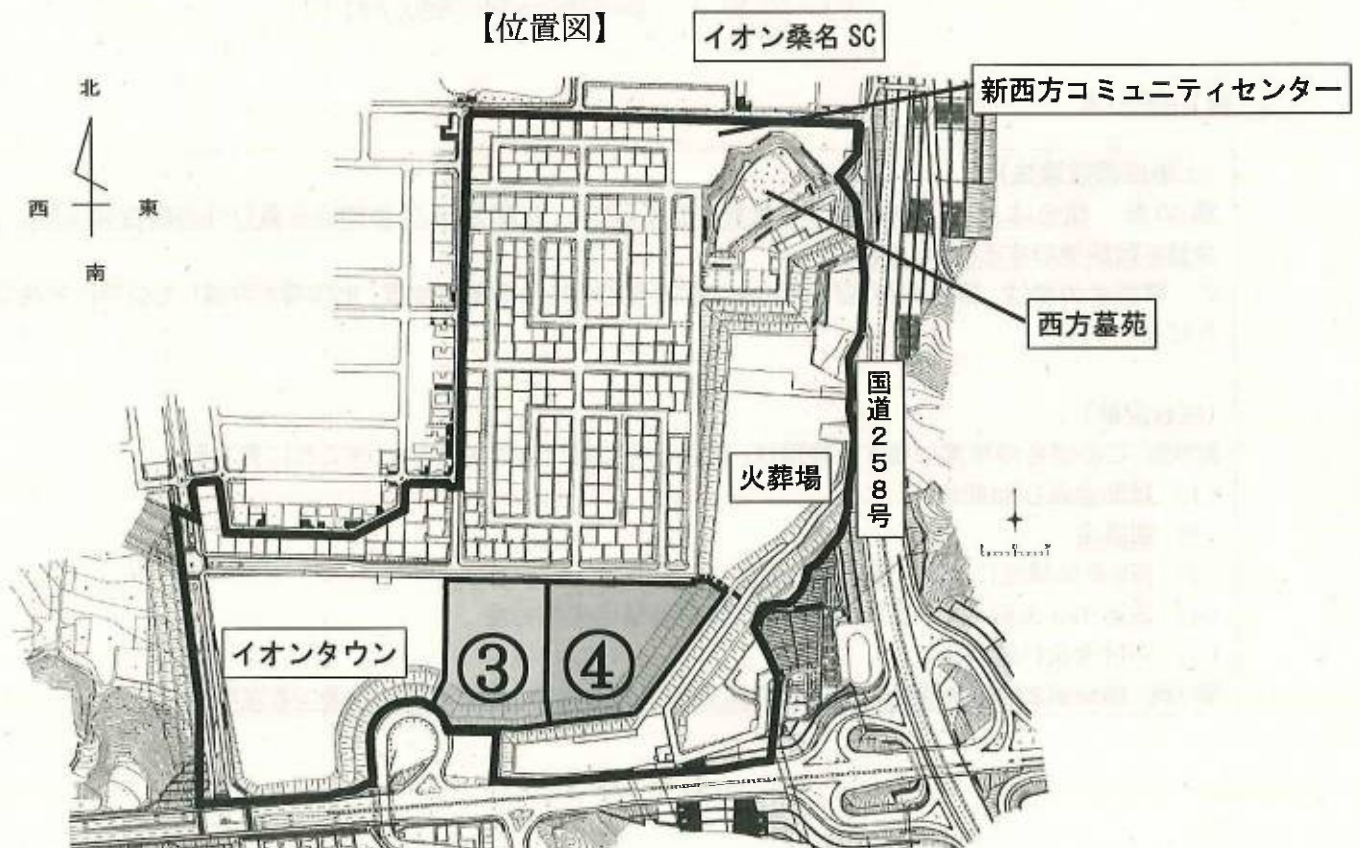 【位置図】
イオン桑名 SC
新西方コミュニティセンター
北
西 東
南
西方墓苑
国道258号
火葬場
イオンタウン
③
④